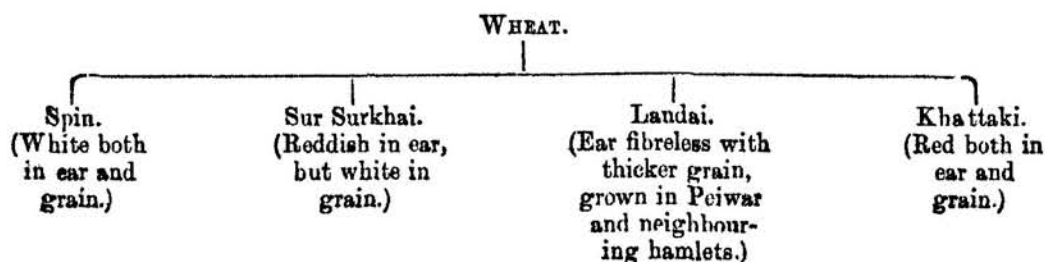 WHEAT.
Spin.
(White both
in ear and
grain.)
Sur Surkhai.
(Reddish in ear,
but white in
grain.)
Landai.
(Ear fibreless with
thicker grain,
grown in Peiwar
and neighbour-
ing hamlets.)
Khattaki.
(Red both in
ear and
grain.)